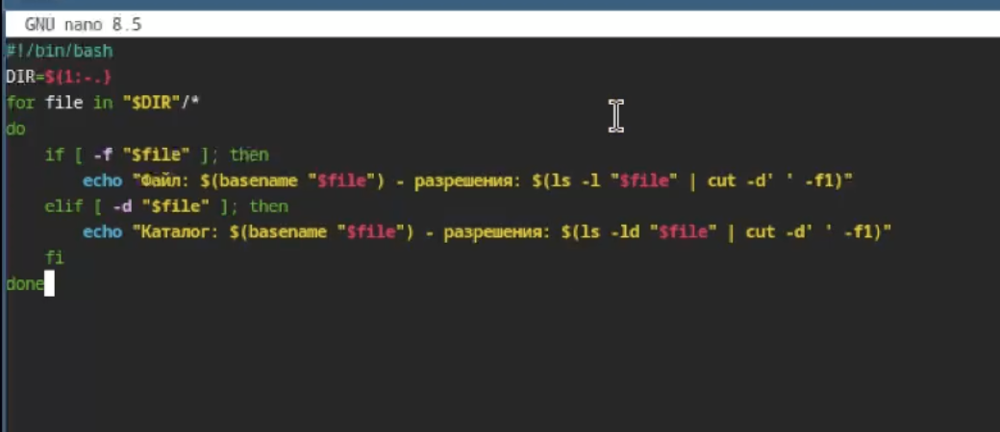 GNU nano 8.5
#!/bin/bash
DIR=${1:-.}
for file in "$DIR"/*
do
    if [ -f "$file" ]; then
        echo "Файл: $(basename "$file") - разрешения: $(ls -l "$file" | cut -d' ' -f1)"
    elif [ -d "$file" ]; then
        echo "Каталог: $(basename "$file") - разрешения: $(ls -ld "$file" | cut -d' ' -f1)"
    fi
done